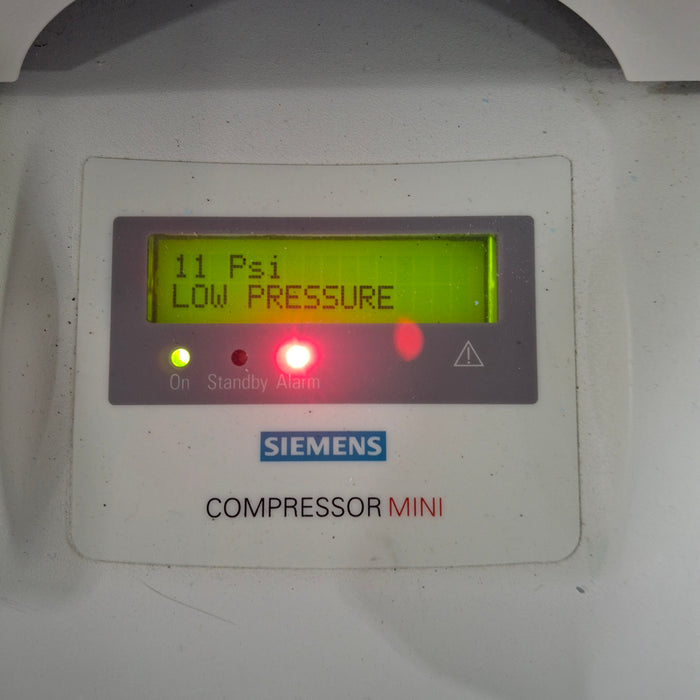 11 Psi
LOW PRESSURE
On Standby Alarm
SIEMENS
COMPRESSOR MINI